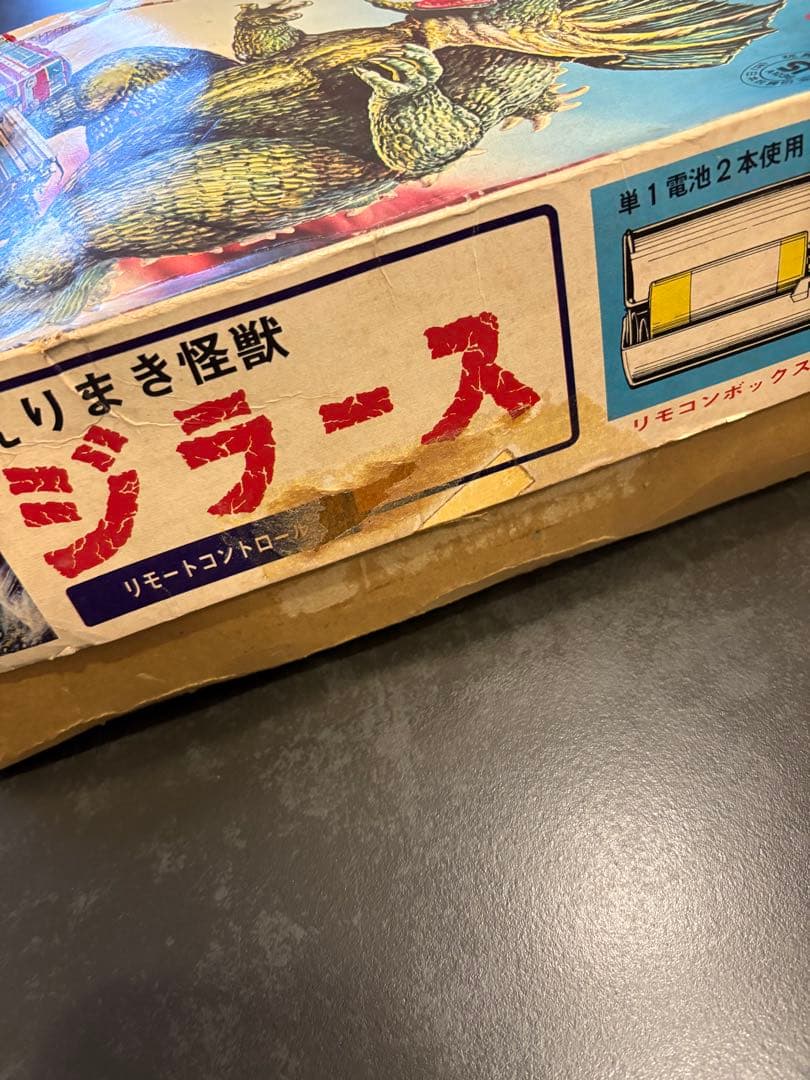 えりまき怪獣
ジラース
リモートコントロール
単1電池2本使用
リモコンボックス